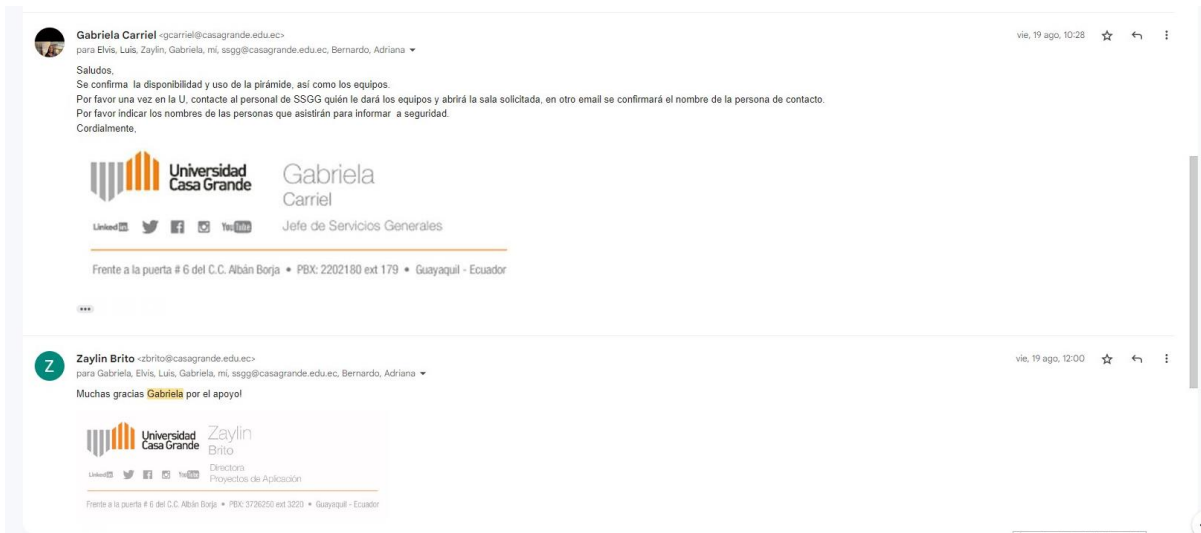 Gabriela Carriel <gcarriel@casagrande.edu.ec>
vie, 19 ago, 10:28
para Elvis, Luis, Zaylin, Gabriela, mí, ssgg@casagrande.edu.ec, Bernardo, Adriana
Saludos,
Se confirma la disponibilidad y uso de la pirámide, así como los equipos.
Por favor una vez en la U, contacte al personal de SSGG quién le dará los equipos y abrirá la sala solicitada, en otro email se confirmará el nombre de la persona de contacto.
Por favor indicar los nombres de las personas que asistirán para informar a seguridad.
Cordialmente,
Universidad
Casa Grande
Gabriela
Carriel
Linked in YouTube
Jefe de Servicios Generales
Frente a la puerta # 6 del C.C. Albán Borja • PBX: 2202180 ext 179 • Guayaquil - Ecuador
Z
Zaylin Brito <zbrito@casagrande.edu.ec>
vie, 19 ago, 12:00
para Gabriela, Elvis, Luis, Gabriela, mí, ssgg@casagrande.edu.ec, Bernardo, Adriana
Muchas gracias Gabriela por el apoyo!
Universidad
Casa Grande
Zaylin
Brito
Linked in YouTube
Directora
Proyectos de Aplicación
Frente a la puerta # 6 del C.C. Albán Borja • PBX: 3726250 ext 3220 • Guayaquil - Ecuador